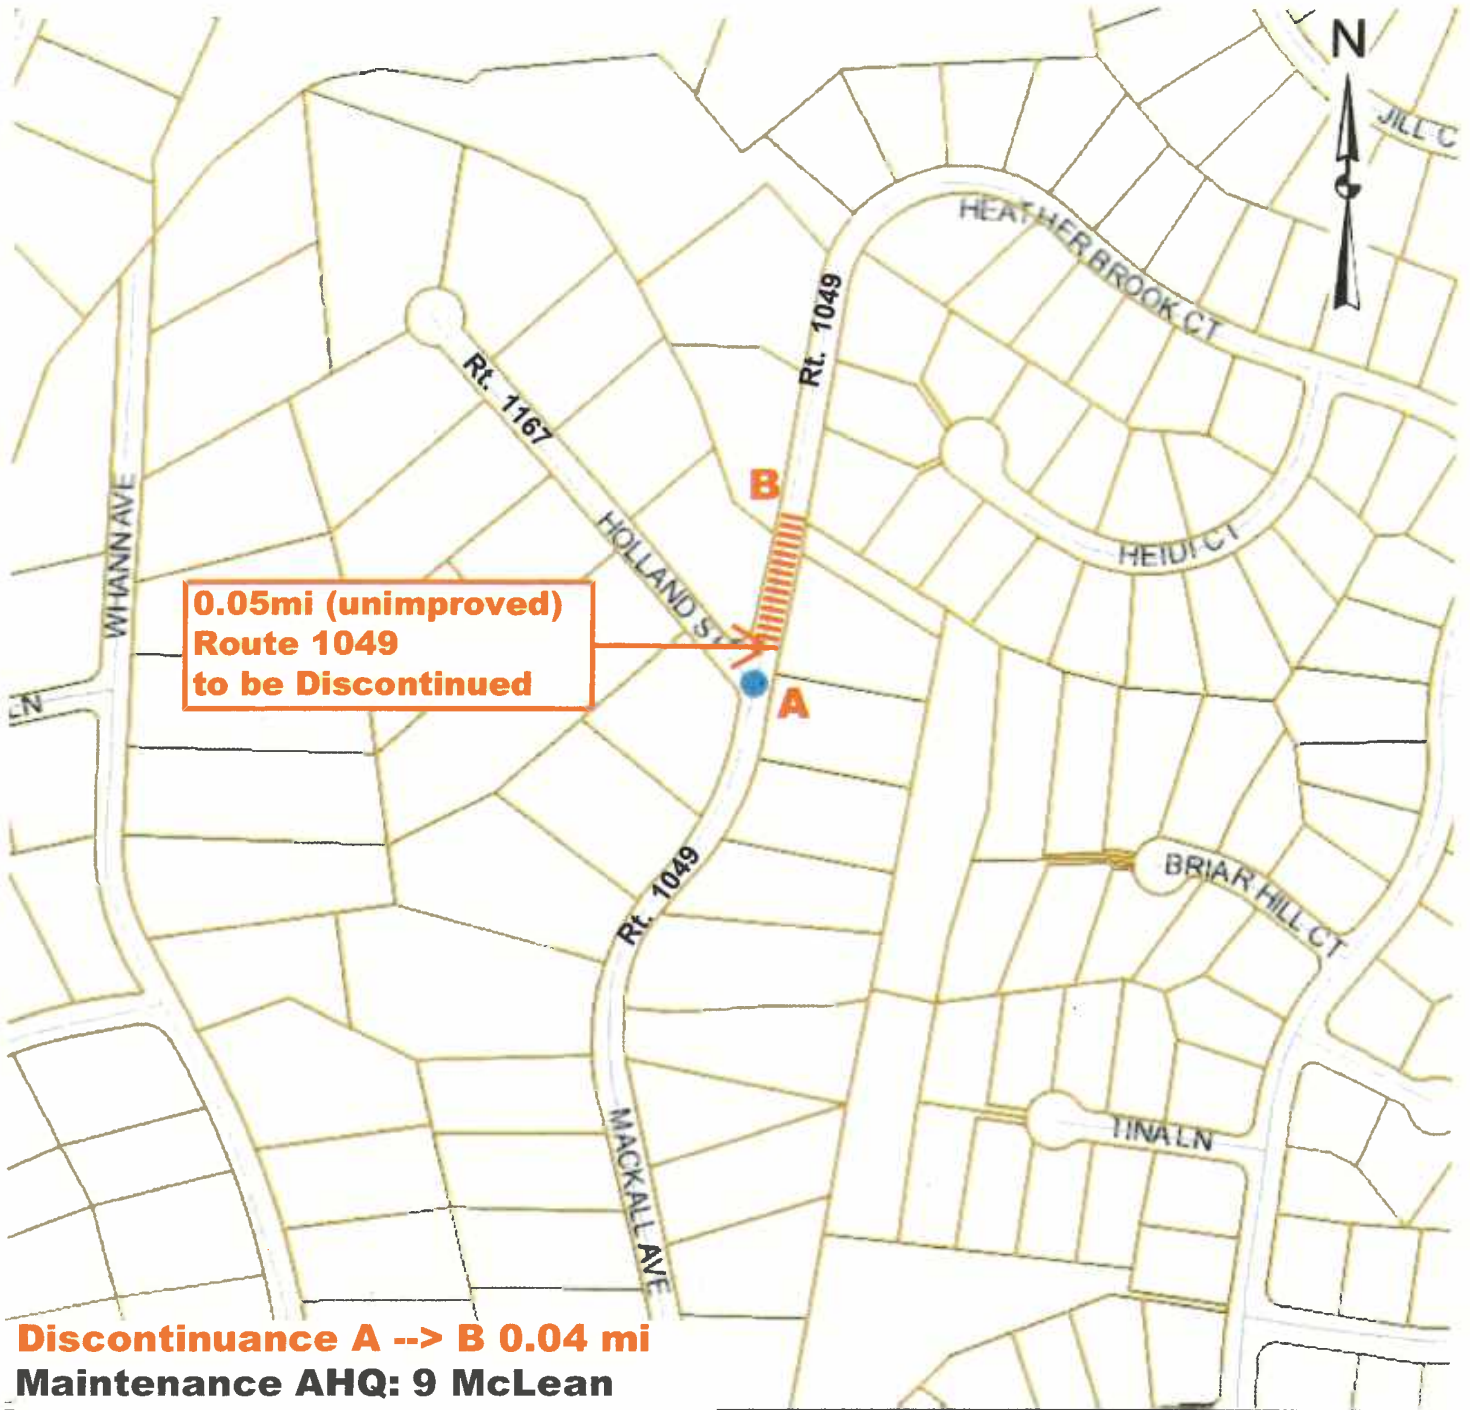 N
JILL C
HEATHER BROOK CT
Rt. 1049
Rt. 1167
B
WHANN AVE
HOLLAND
HEIDI CT
0.05mi (unimproved)
Route 1049
to be Discontinued
A
LN
Rt. 1049
BRIAR HILL CT
TINA LN
MACKALL AVE
Discontinuance A --> B 0.04 mi
Maintenance AHQ: 9 McLean